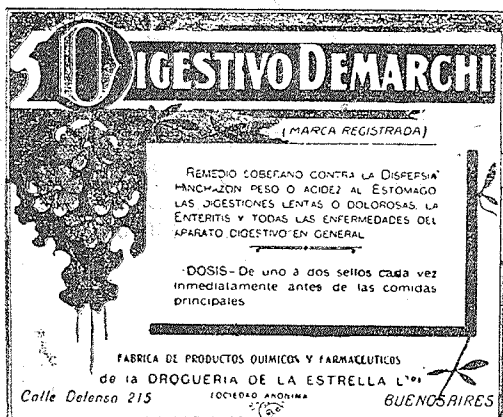 DIGESTIVO DEMARCHI
(MARCA REGISTRADA)
REMEDIO SOBERANO CONTRA LA DISPEPSIA
HINCHAZON PESO O ACIDEZ AL ESTOMAGO
LAS DIGESTIONES LENTAS O DOLOROSAS, LA
ENTERITIS Y TODAS LAS ENFERMEDADES DEL
APARATO DIGESTIVO EN GENERAL
DOSIS - De uno a dos sellos cada vez
inmediatamente antes de las comidas
principales
FABRICA DE PRODUCTOS QUIMICOS Y FARMACEUTICOS
de la DROGUERIA DE LA ESTRELLA Lᵀᴰᴬ
SOCIEDAD ANONIMA
Calle Defensa 215 BUENOS AIRES